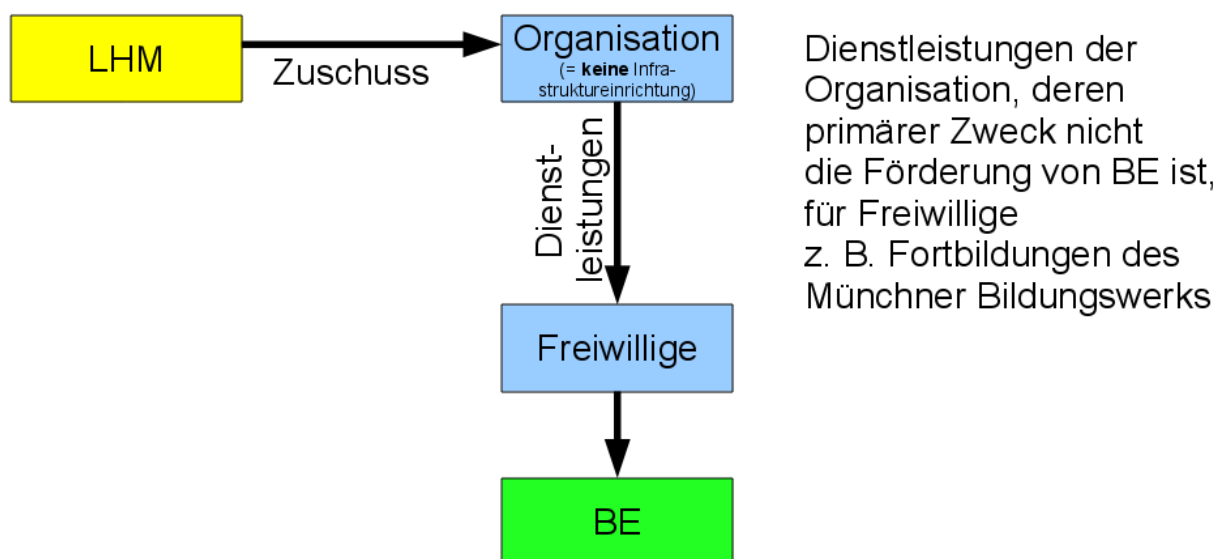 LHM
Zuschuss
Organisation
(= keine Infra-
struktureinrichtung)
Dienst-
leistungen
Freiwillige
BE
Dienstleistungen der
Organisation, deren
primärer Zweck nicht
die Förderung von BE ist,
für Freiwillige
z. B. Fortbildungen des
Münchner Bildungswerks